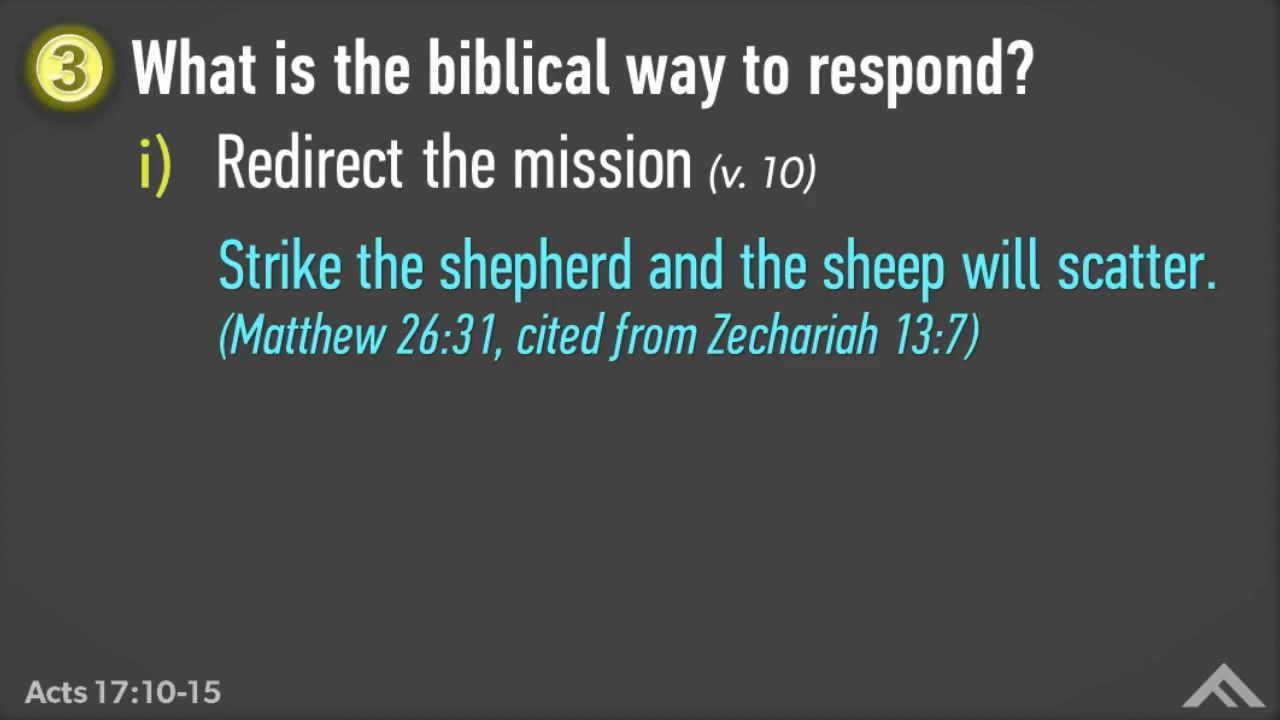 3 What is the biblical way to respond?
i) Redirect the mission (v. 10)
Strike the shepherd and the sheep will scatter.
(Matthew 26:31, cited from Zechariah 13:7)
Acts 17:10-15